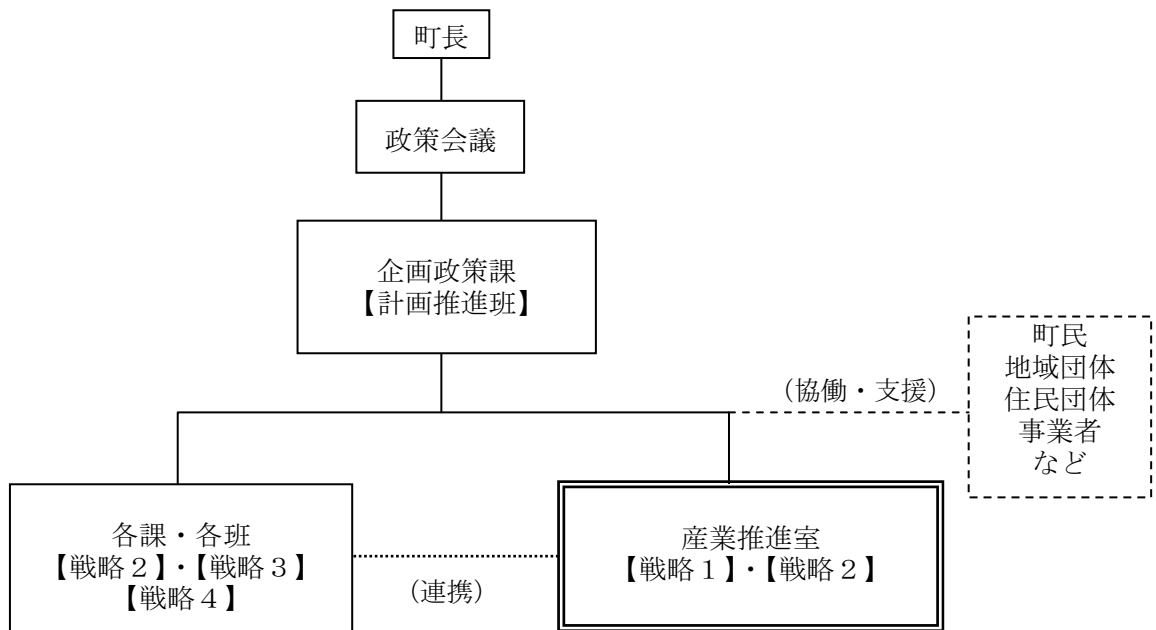 町長
政策会議
企画政策課
【計画推進班】
町民
地域団体
住民団体
事業者
など
（協働・支援）
各課・各班
【戦略２】・【戦略３】
【戦略４】
（連携）
産業推進室
【戦略１】・【戦略２】